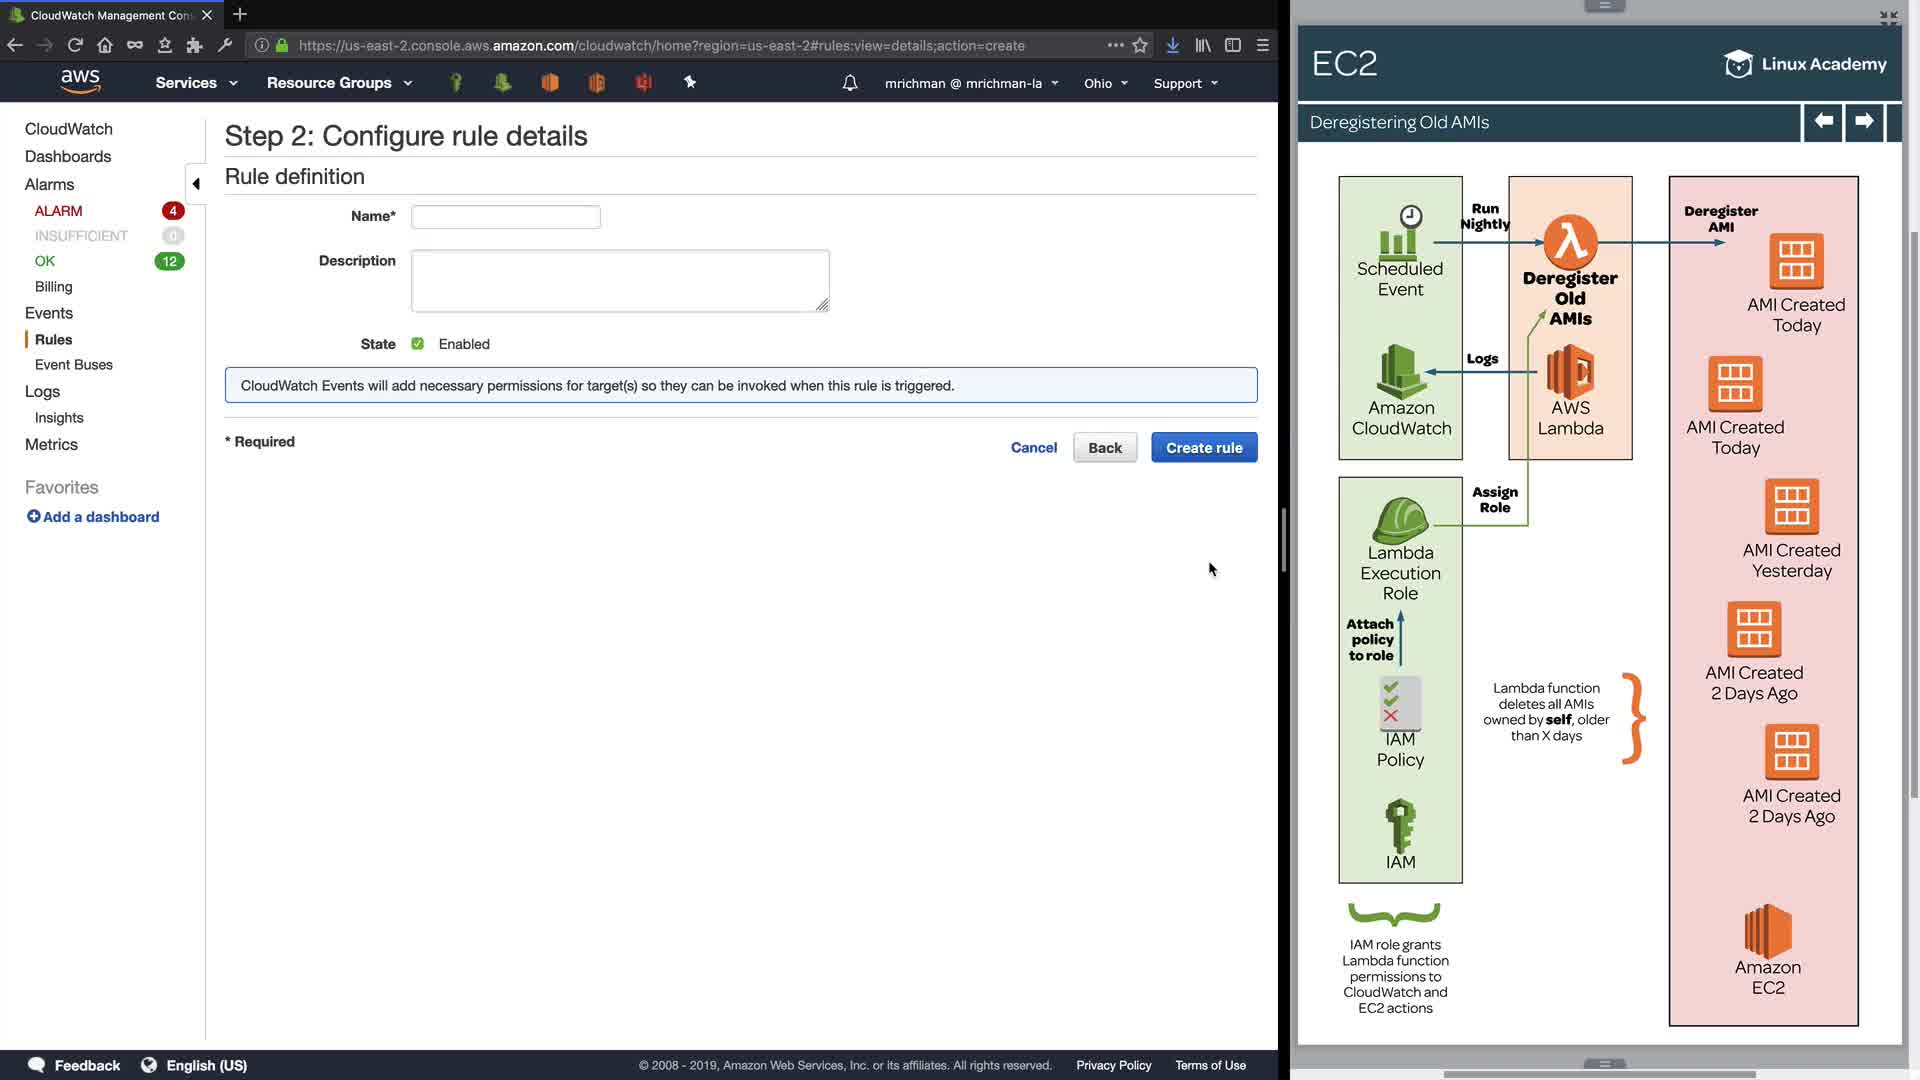 CloudWatch Management Con
https://us-east-2.console.aws.amazon.com/cloudwatch/home?region=us-east-2#rules:view=details;action=create
aws
Services
Resource Groups
mrichman @ mrichman-la
Ohio
Support
CloudWatch
Dashboards
Alarms
ALARM
4
INSUFFICIENT
0
OK
12
Billing
Events
Rules
Event Buses
Logs
Insights
Metrics
Favorites
Add a dashboard
Step 2: Configure rule details
Rule definition
Name*
Description
State
Enabled
CloudWatch Events will add necessary permissions for target(s) so they can be invoked when this rule is triggered.
* Required
Cancel
Back
Create rule
Feedback
English (US)
© 2008 - 2019, Amazon Web Services, Inc. or its affiliates. All rights reserved.
Privacy Policy
Terms of Use
EC2
Linux Academy
Deregistering Old AMIs
Scheduled
Event
Run
Nightly
λ
Deregister
Old
AMIs
Deregister
AMI
AMI Created
Today
Amazon
CloudWatch
Logs
AWS
Lambda
AMI Created
Today
Lambda
Execution
Role
Assign
Role
AMI Created
Yesterday
Attach
policy
to role
AMI Created
2 Days Ago
IAM
Policy
Lambda function
deletes all AMIs
owned by self, older
than X days
AMI Created
2 Days Ago
IAM
IAM role grants
Lambda function
permissions to
CloudWatch and
EC2 actions
Amazon
EC2